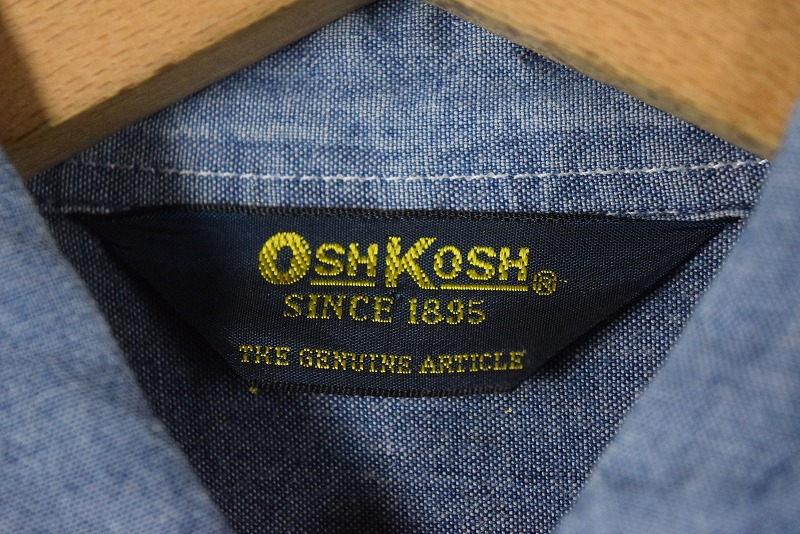 OSHKOSH®
SINCE 1895
THE GENUINE ARTICLE